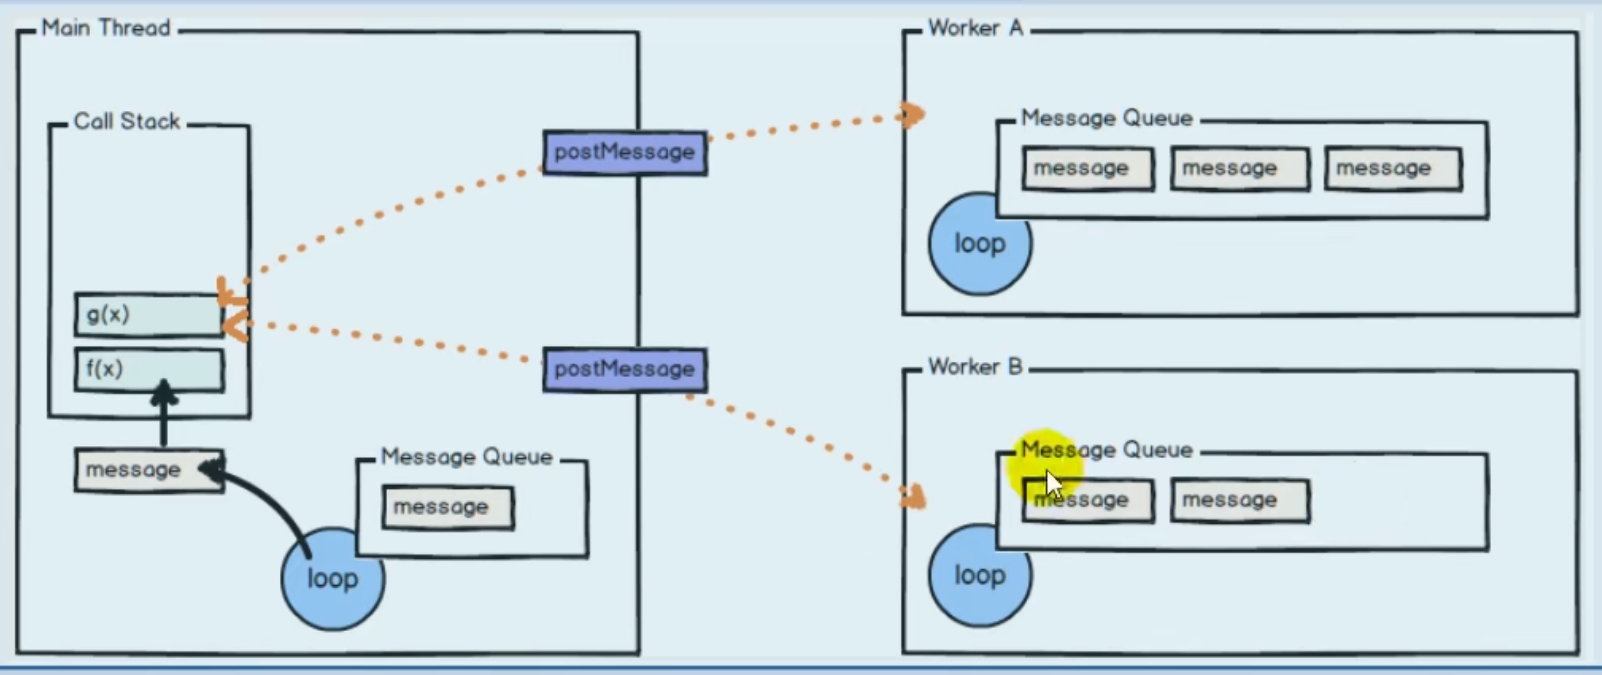 Main Thread
Call Stack
g(x)
f(x)
message
Message Queue
message
loop
postMessage
postMessage
Worker A
Message Queue
message message message
loop
Worker B
Message Queue
message message
loop